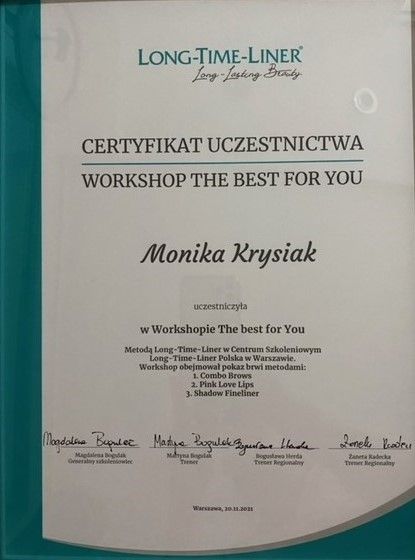 LONG-TIME-LINER®
Long-Lasting Beauty
CERTYFIKAT UCZESTNICTWA
WORKSHOP THE BEST FOR YOU
Monika Krysiak
uczestniczyła
w Workshopie The best for You
Metodą Long-Time-Liner w Centrum Szkoleniowym
Long-Time-Liner Polska w Warszawie.
Workshop obejmował pokaz brwi metodami:
1. Combo Brows
2. Pink Love Lips
3. Shadow Fineliner
Magdalena Bogulak Martyna Bogulak Bogusława Herda Żaneta Radecka
Generalny szkoleniowiec Trener Trener Regionalny Trener Regionalny
Warszawa, 20.11.2021